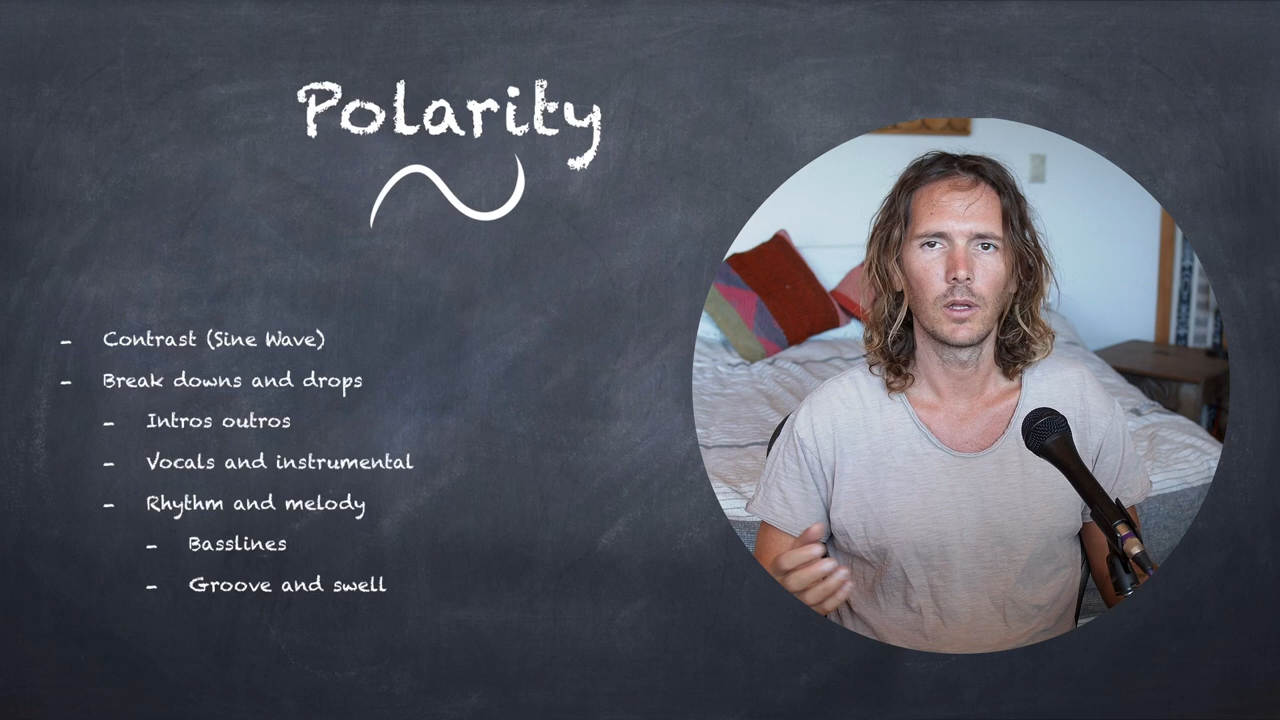 Polarity
- Contrast (Sine Wave)
- Break downs and drops
- Intros outros
- Vocals and instrumental
- Rhythm and melody
- Basslines
- Groove and swell